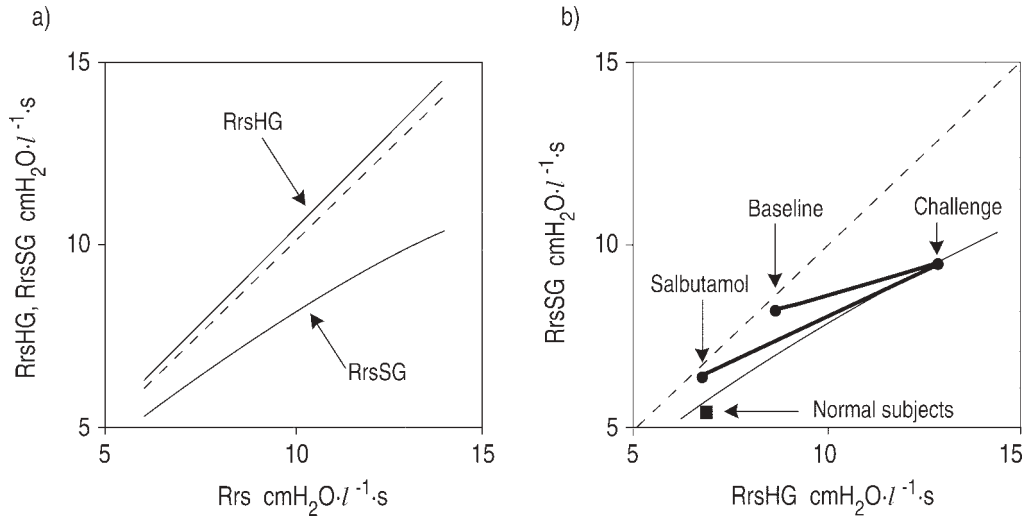 a)
15
10
5
5
10
15
RrsHG, RrsSG cmH₂O·l⁻¹·s
Rrs cmH₂O·l⁻¹·s
RrsHG
RrsSG
b)
15
10
5
5
10
15
RrsSG cmH₂O·l⁻¹·s
RrsHG cmH₂O·l⁻¹·s
Baseline
Challenge
Salbutamol
Normal subjects